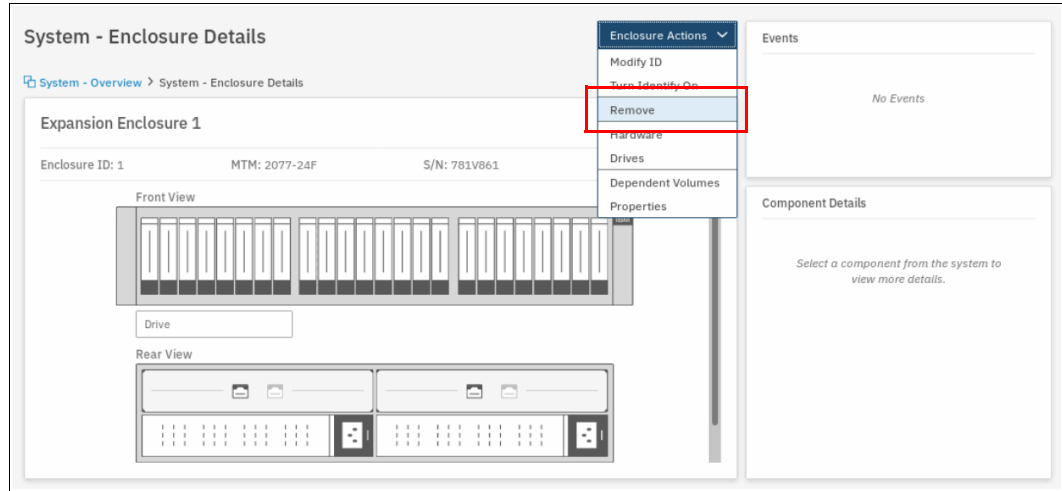 System - Enclosure Details
System - Overview > System - Enclosure Details
Enclosure Actions
Modify ID
Turn Identify On
Remove
Hardware
Drives
Dependent Volumes
Properties
Expansion Enclosure 1
Enclosure ID: 1 MTM: 2077-24F S/N: 781V861
Front View
Drive
Rear View
Events
No Events
Component Details
Select a component from the system to
view more details.